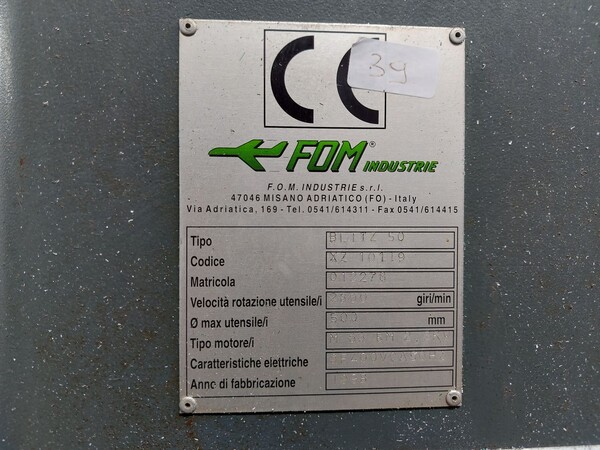 CE
39
FOM® INDUSTRIE
F.O.M. INDUSTRIE s.r.l.
47046 MISANO ADRIATICO (FO) - Italy
Via Adriatica, 169 - Tel. 0541/614311 - Fax 0541/614415
Tipo BLITZ 50
Codice
Matricola
Velocità rotazione utensile/i giri/min
Ø max utensile/i mm
Tipo motore/i
Caratteristiche elettriche
Anno di fabbricazione